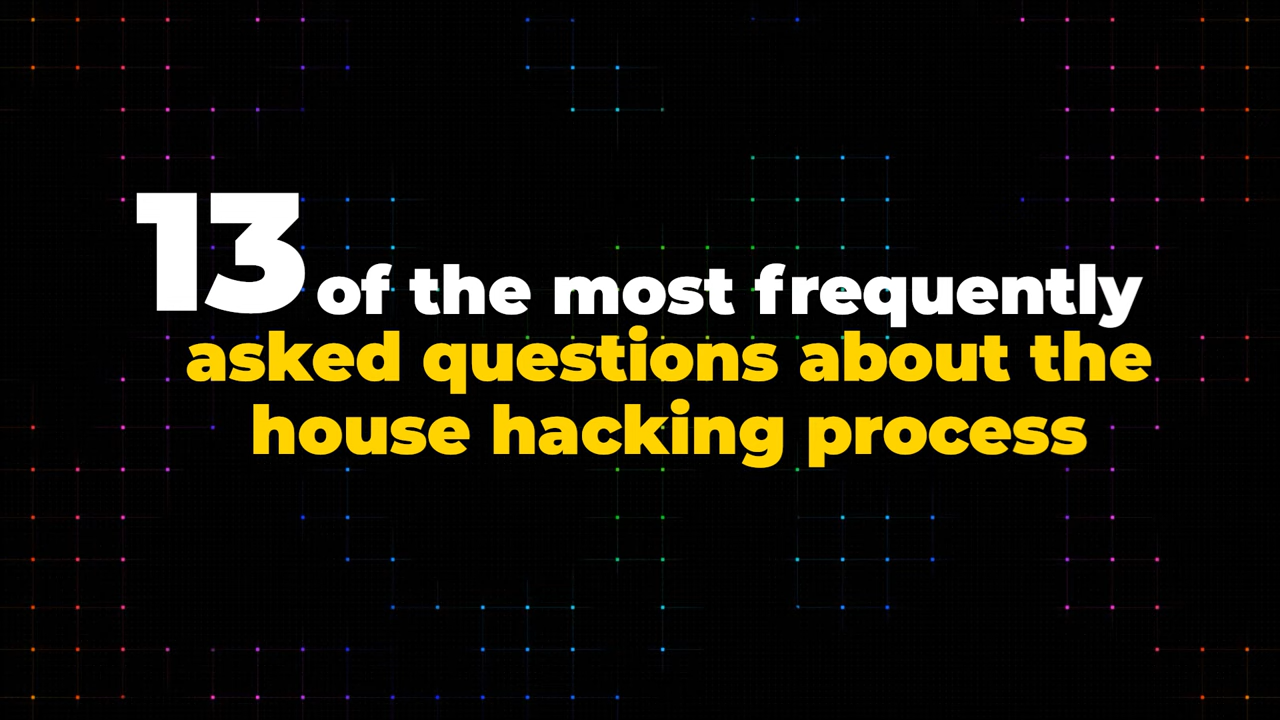 13 of the most frequently
asked questions about the
house hacking process